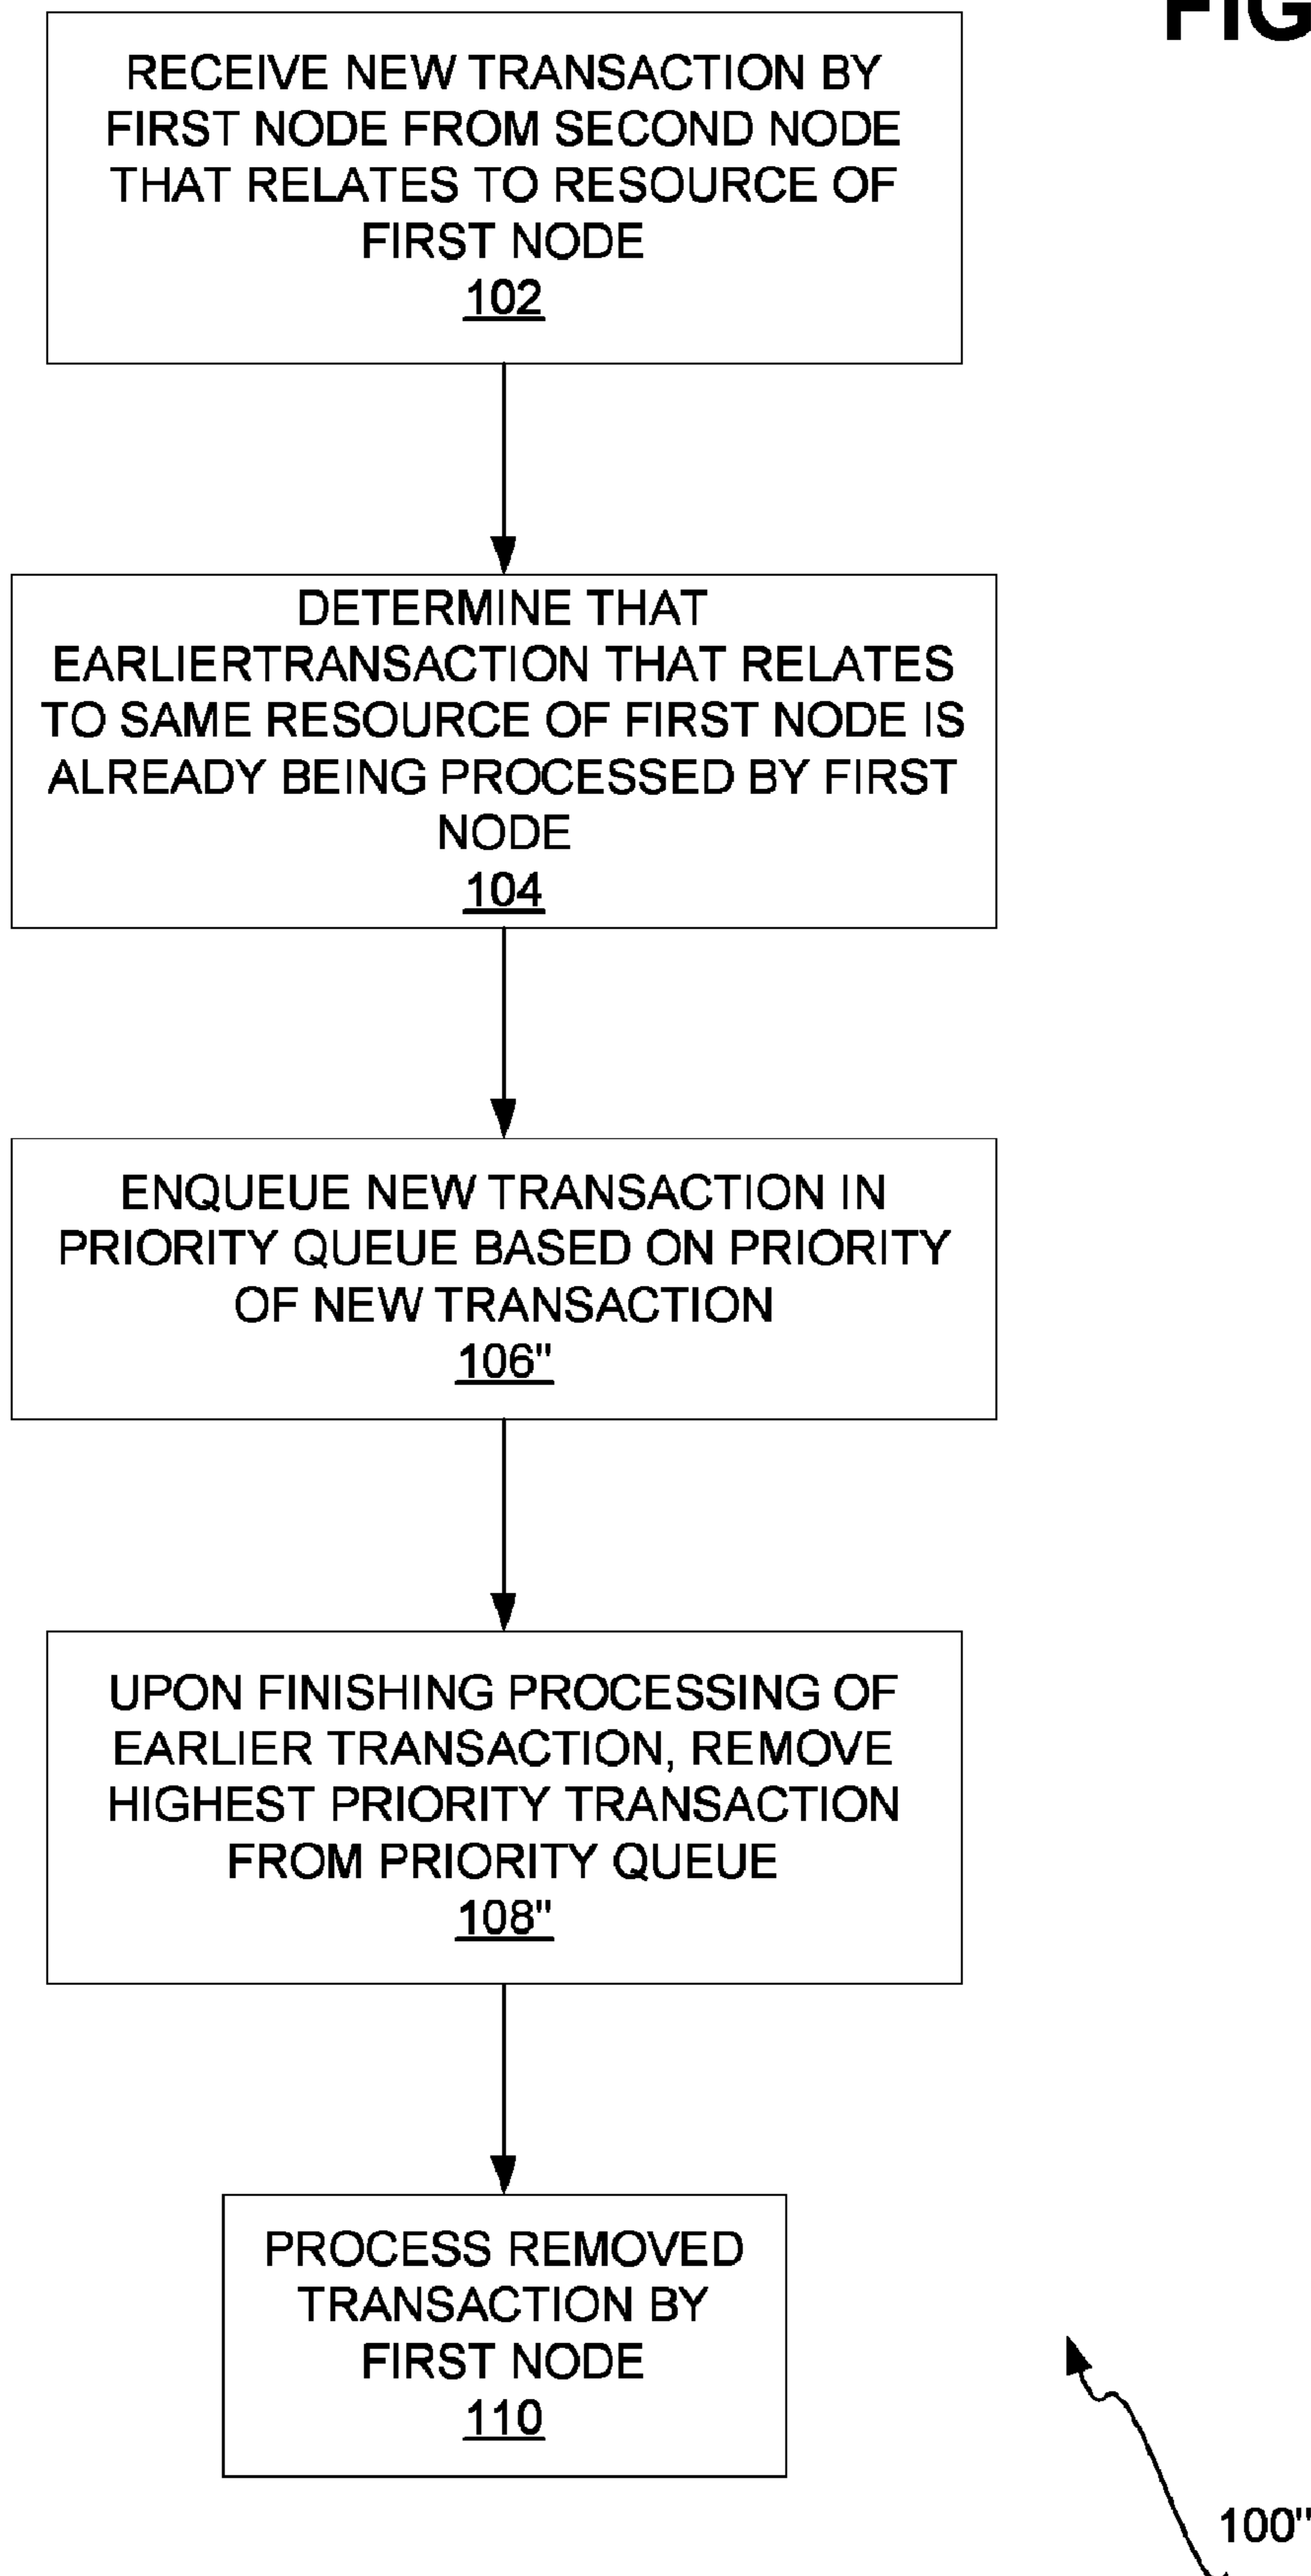 FIG
RECEIVE NEW TRANSACTION BY
FIRST NODE FROM SECOND NODE
THAT RELATES TO RESOURCE OF
FIRST NODE
102
DETERMINE THAT
EARLIERTRANSACTION THAT RELATES
TO SAME RESOURCE OF FIRST NODE IS
ALREADY BEING PROCESSED BY FIRST
NODE
104
ENQUEUE NEW TRANSACTION IN
PRIORITY QUEUE BASED ON PRIORITY
OF NEW TRANSACTION
106"
UPON FINISHING PROCESSING OF
EARLIER TRANSACTION, REMOVE
HIGHEST PRIORITY TRANSACTION
FROM PRIORITY QUEUE
108"
PROCESS REMOVED
TRANSACTION BY
FIRST NODE
110
100"